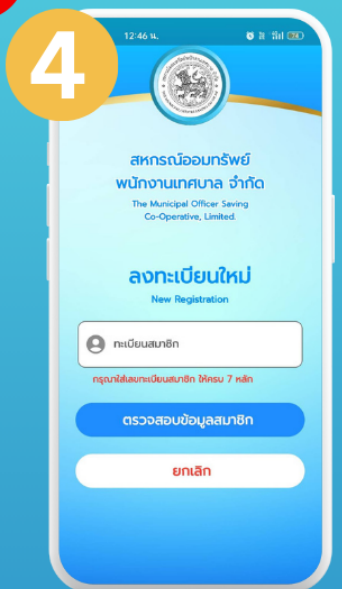 4
12:46 น.
สหกรณ์ออมทรัพย์
พนักงานเทศบาล จำกัด
The Municipal Officer Saving
Co-Operative, Limited.
ลงทะเบียนใหม่
New Registration
ทะเบียนสมาชิก
กรุณาใส่เลขทะเบียนสมาชิก ให้ครบ 7 หลัก
ตรวจสอบข้อมูลสมาชิก
ยกเลิก